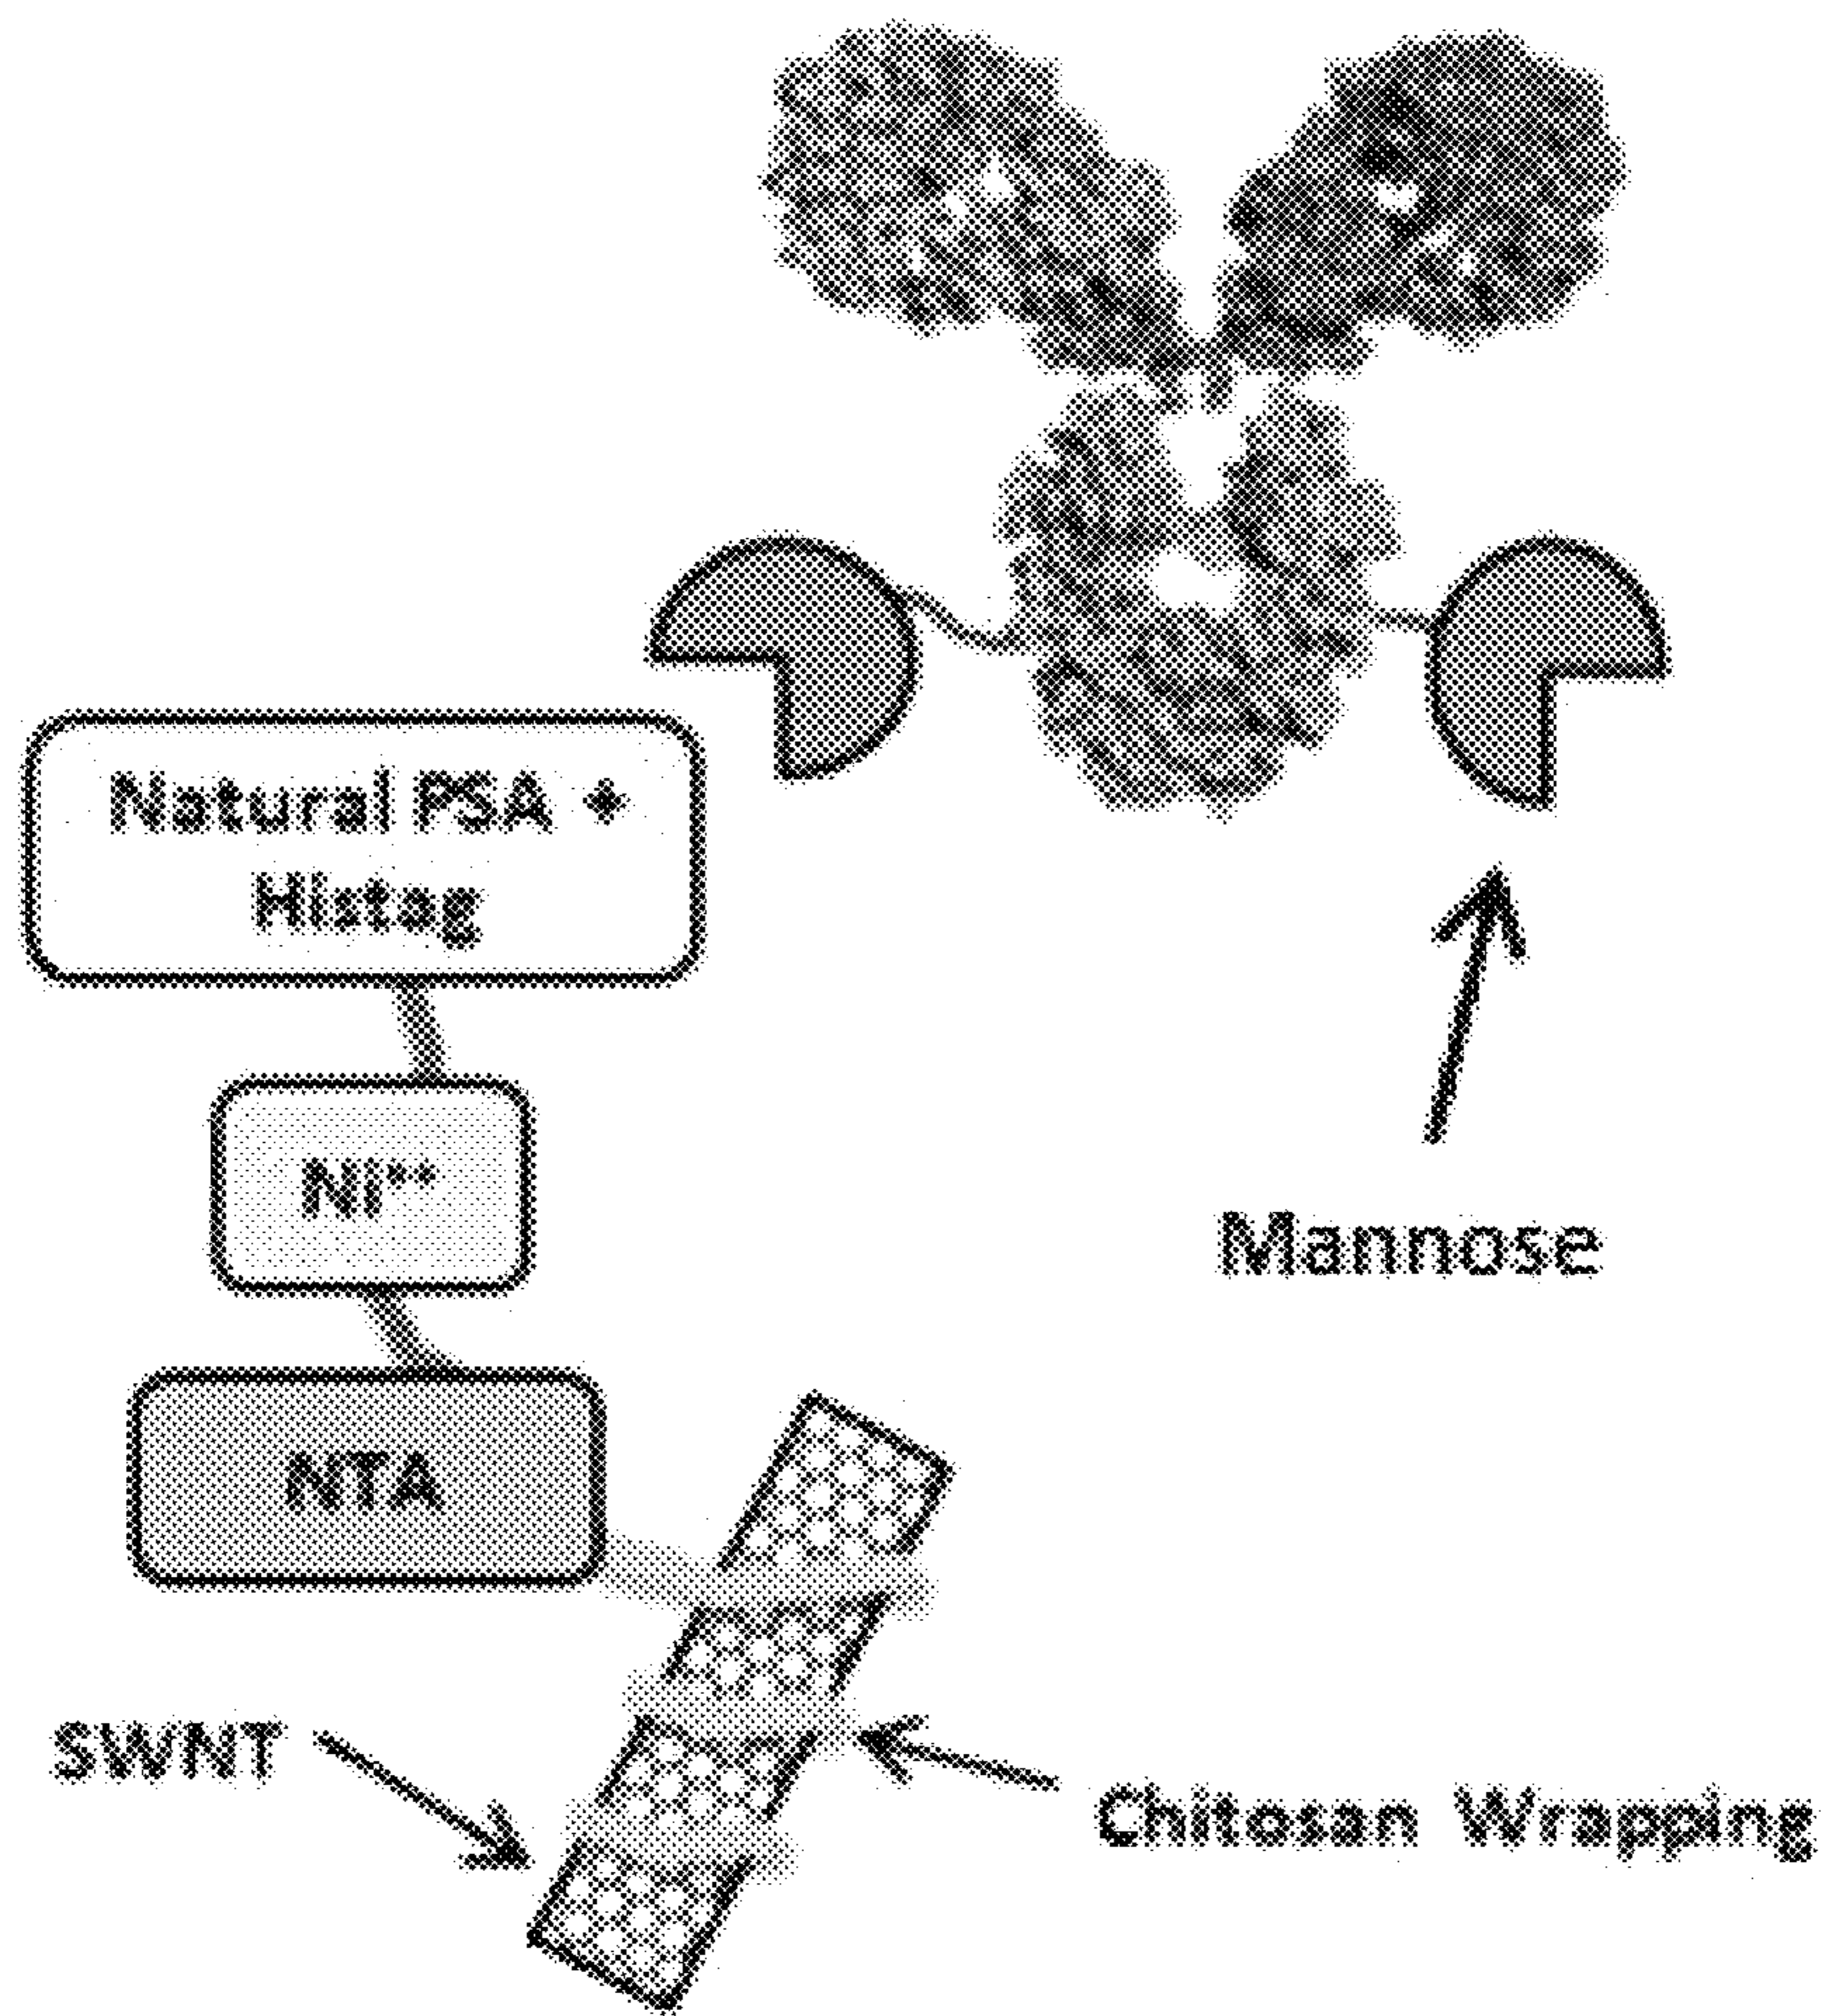 Natural PSA +
Histag
Ni⁺⁺
Mannose
NTA
SWNT
Chitosan Wrapping